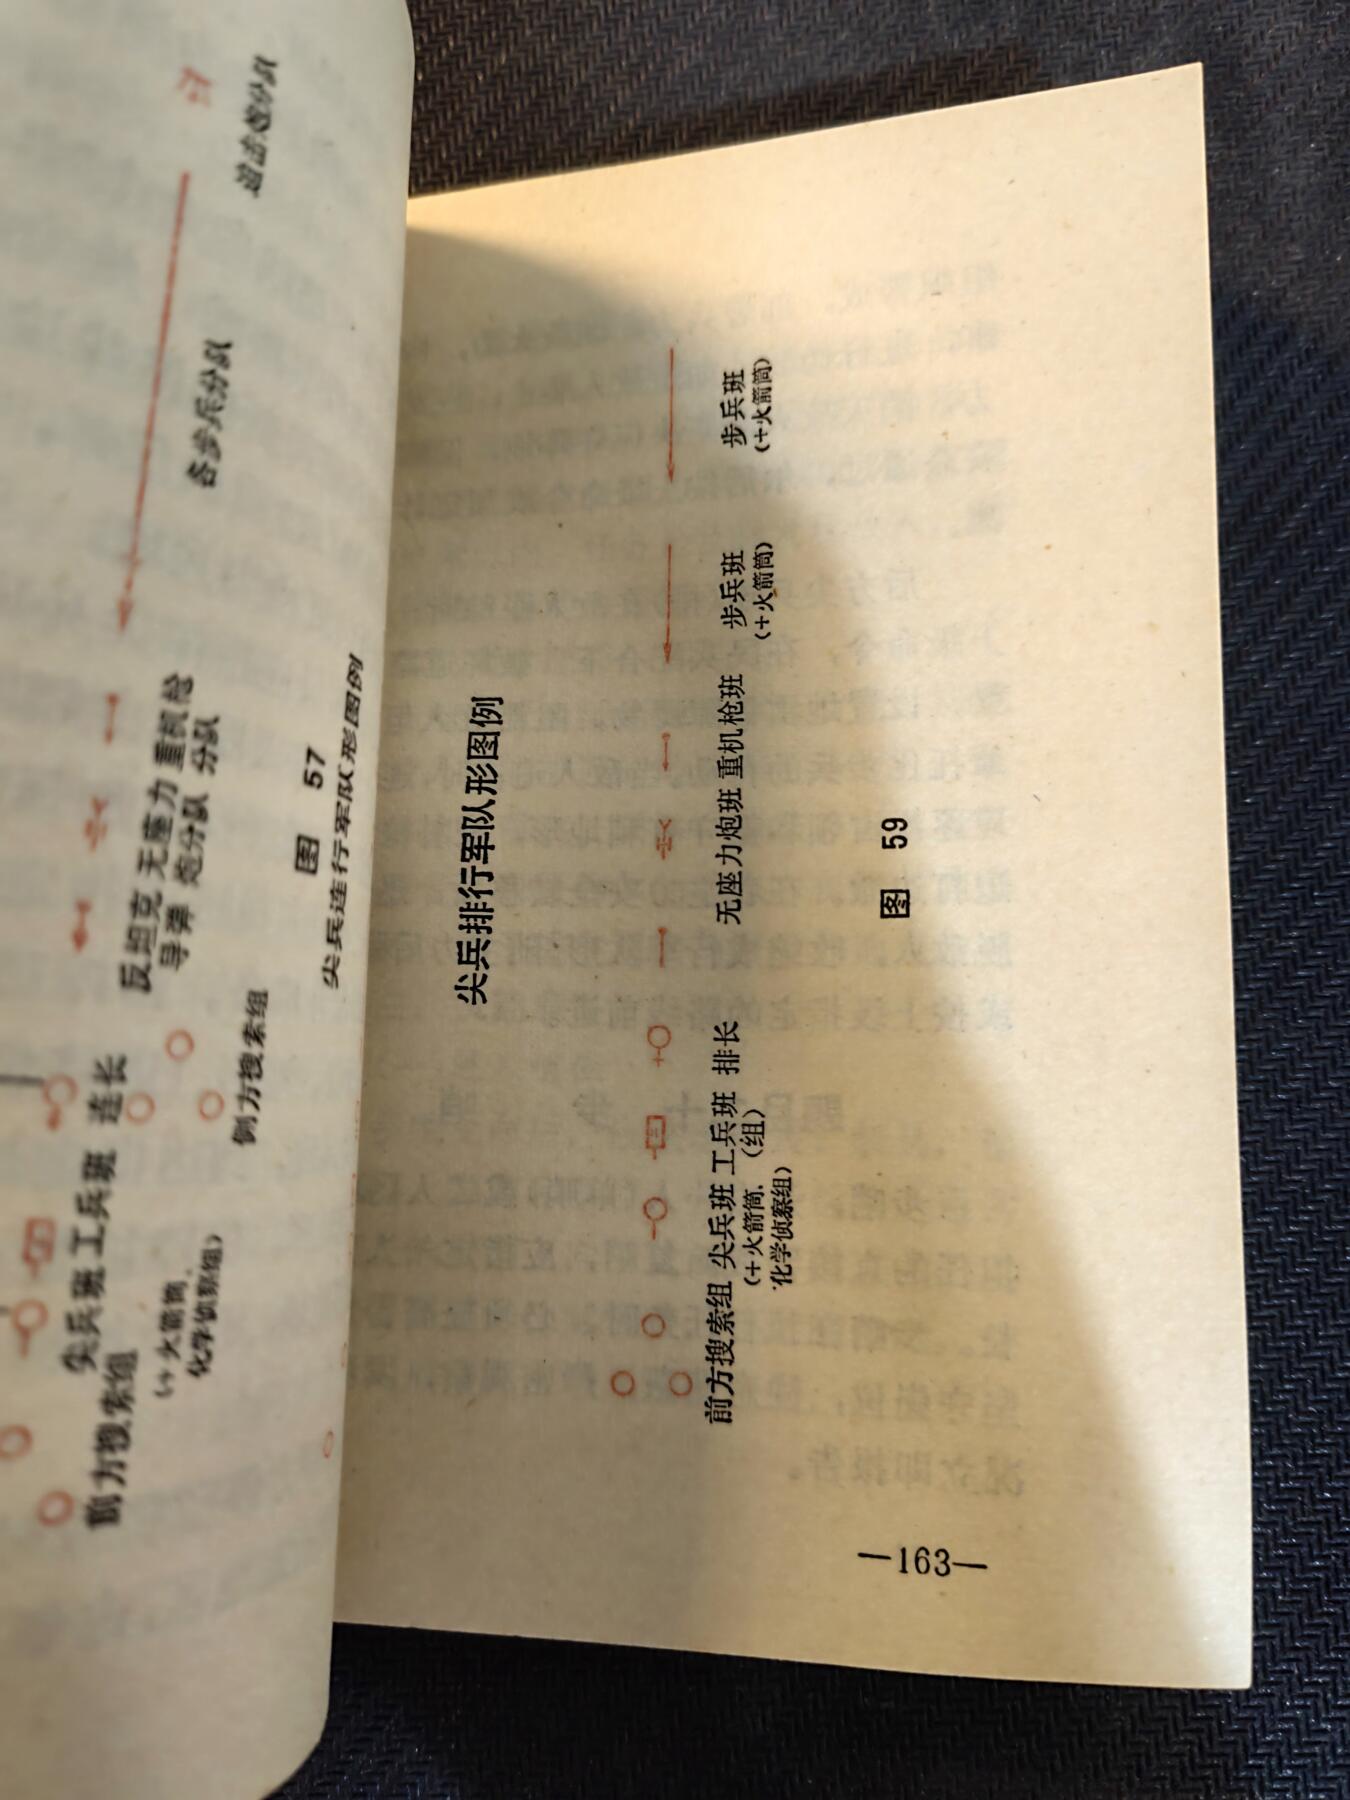 迫击炮分队
各步兵分队
反坦克 无座力 重机枪
导弹 炮分队 分队
图 57
尖兵连行军队形图例
侧方搜索组
前方搜索组
尖兵班 工兵班 连长
(+火箭筒、
化学侦察组)
尖兵排行军队形图例
前方搜索组 尖兵班 工兵班 排长 无座力炮班 重机枪班 步兵班 步兵班
(+火箭筒、 (组) (+火箭筒) (+火箭筒)
化学侦察组)
图 59
—163—